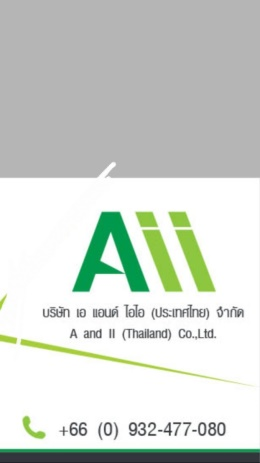 Aii
บริษัท เอ แอนด์ ไอไอ (ประเทศไทย) จำกัด
A and II (Thailand) Co.,Ltd.
+66 (0) 932-477-080